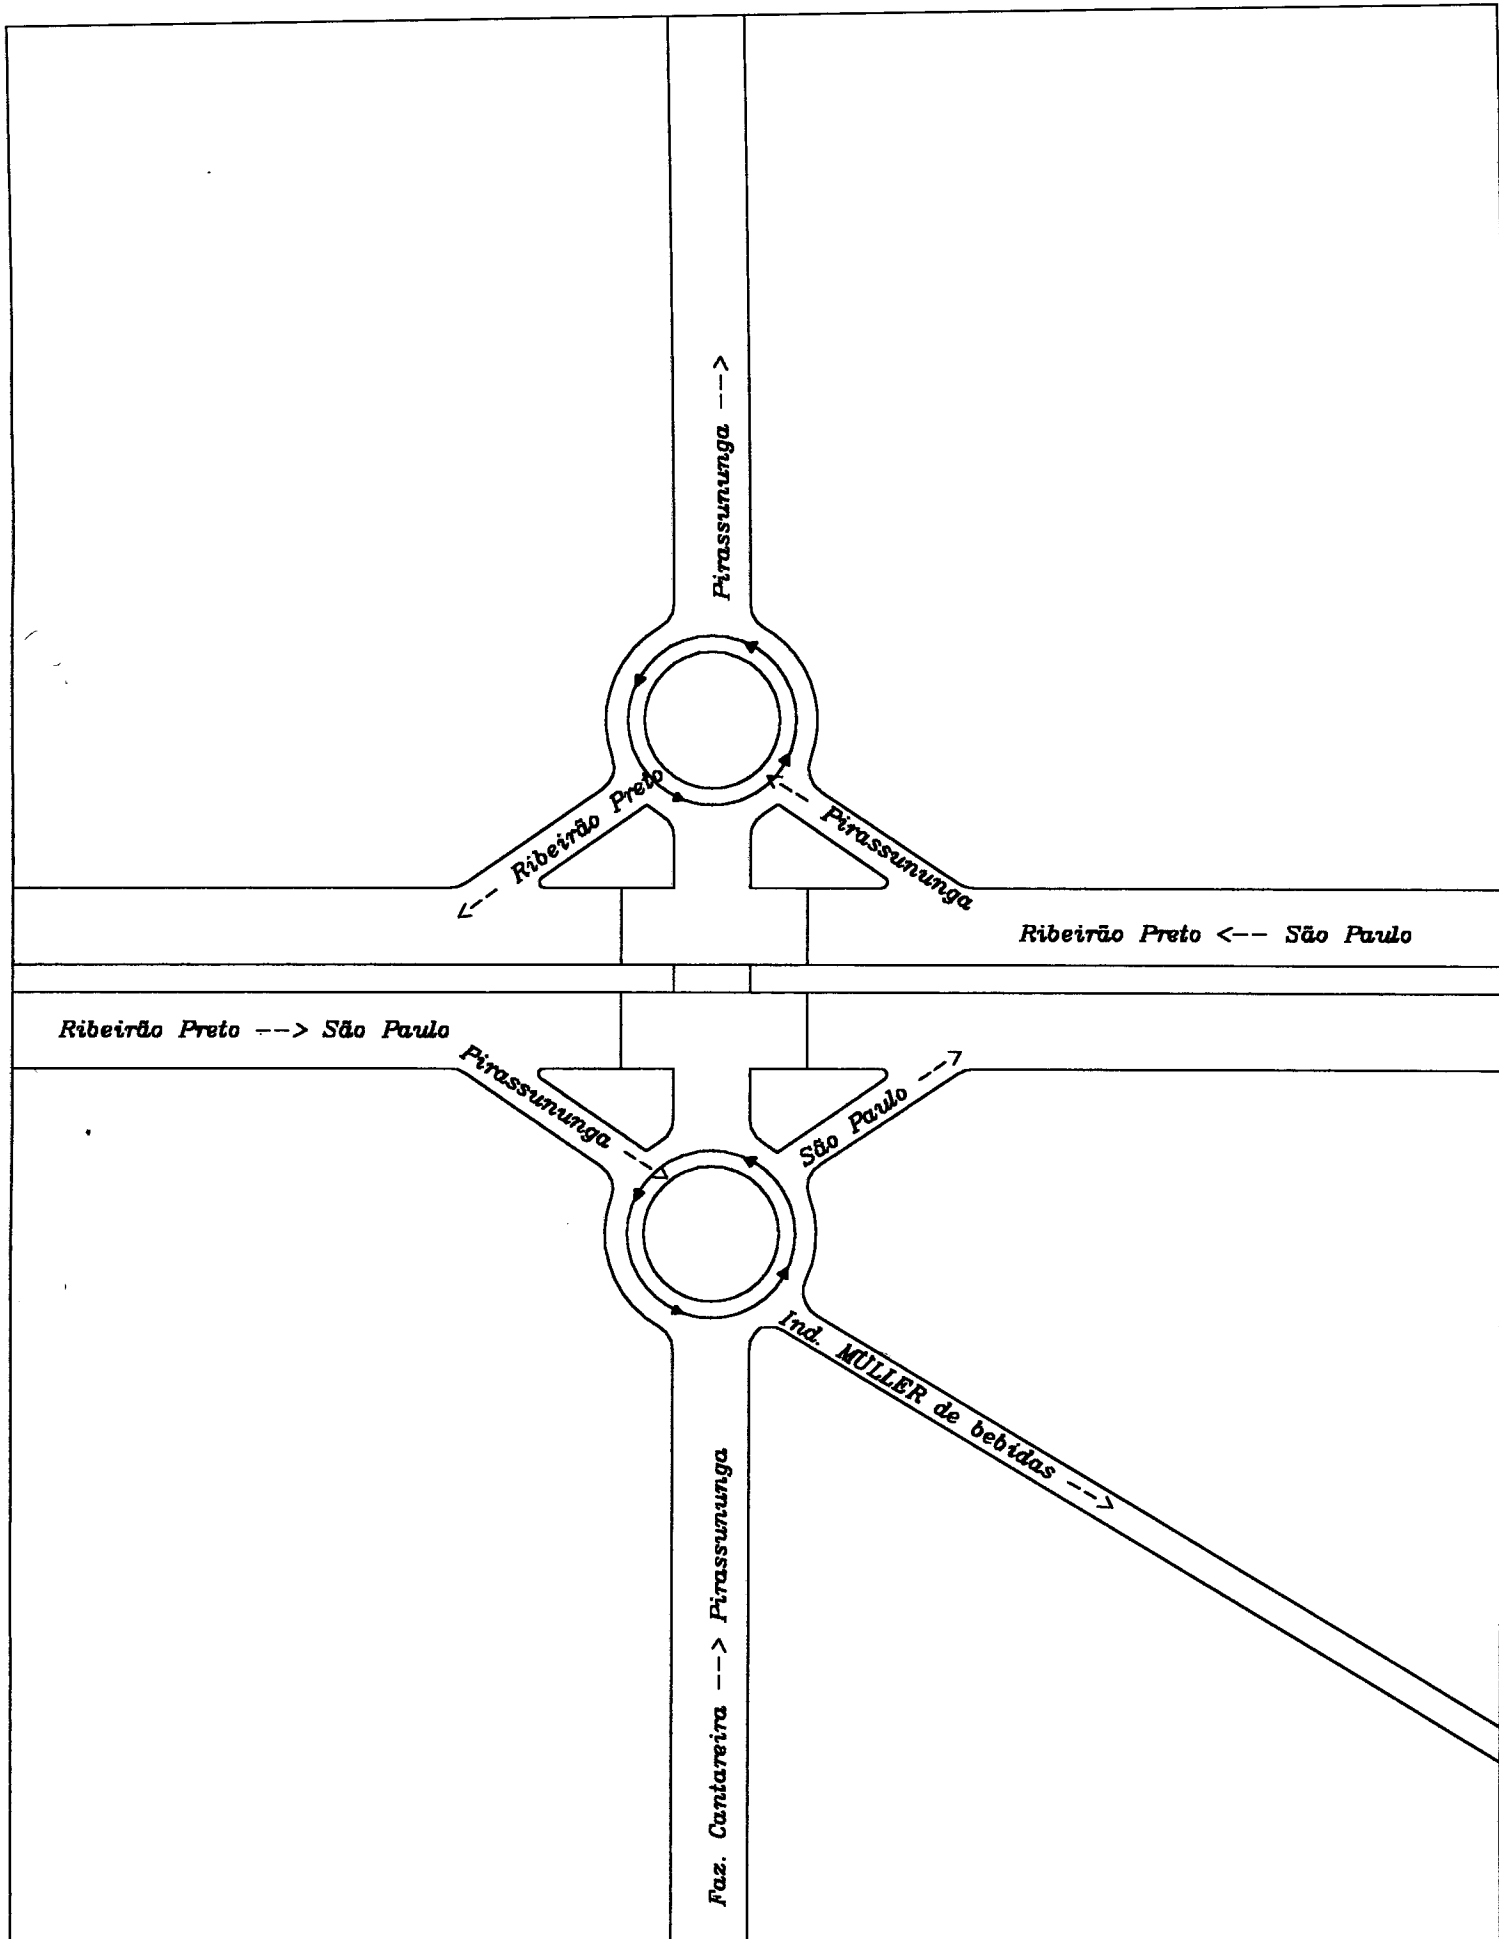 Pirassununga -->
<-- Ribeirão Preto
<-- Pirassununga
Ribeirão Preto <-- São Paulo
Ribeirão Preto --> São Paulo
Pirassununga -->
São Paulo -->
Ind. MÜLLER de bebidas -->
Faz. Cantareira --> Pirassununga